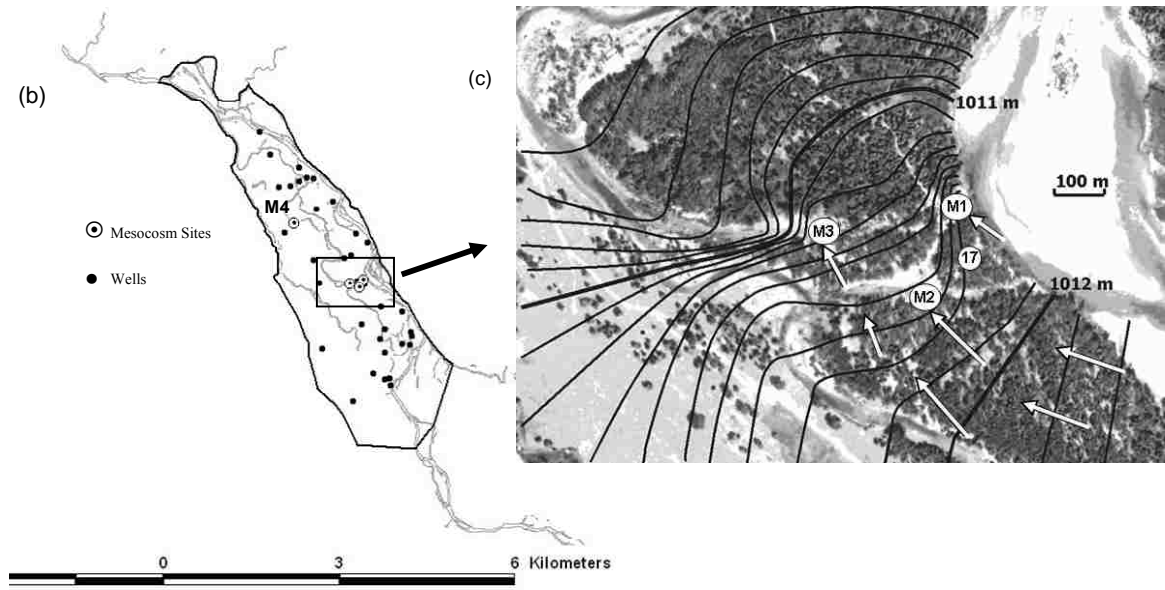 (b)
(c)
M4
Mesocosm Sites
Wells
1011 m
100 m
M1
M3
17
1012 m
M2
0
3
6 Kilometers